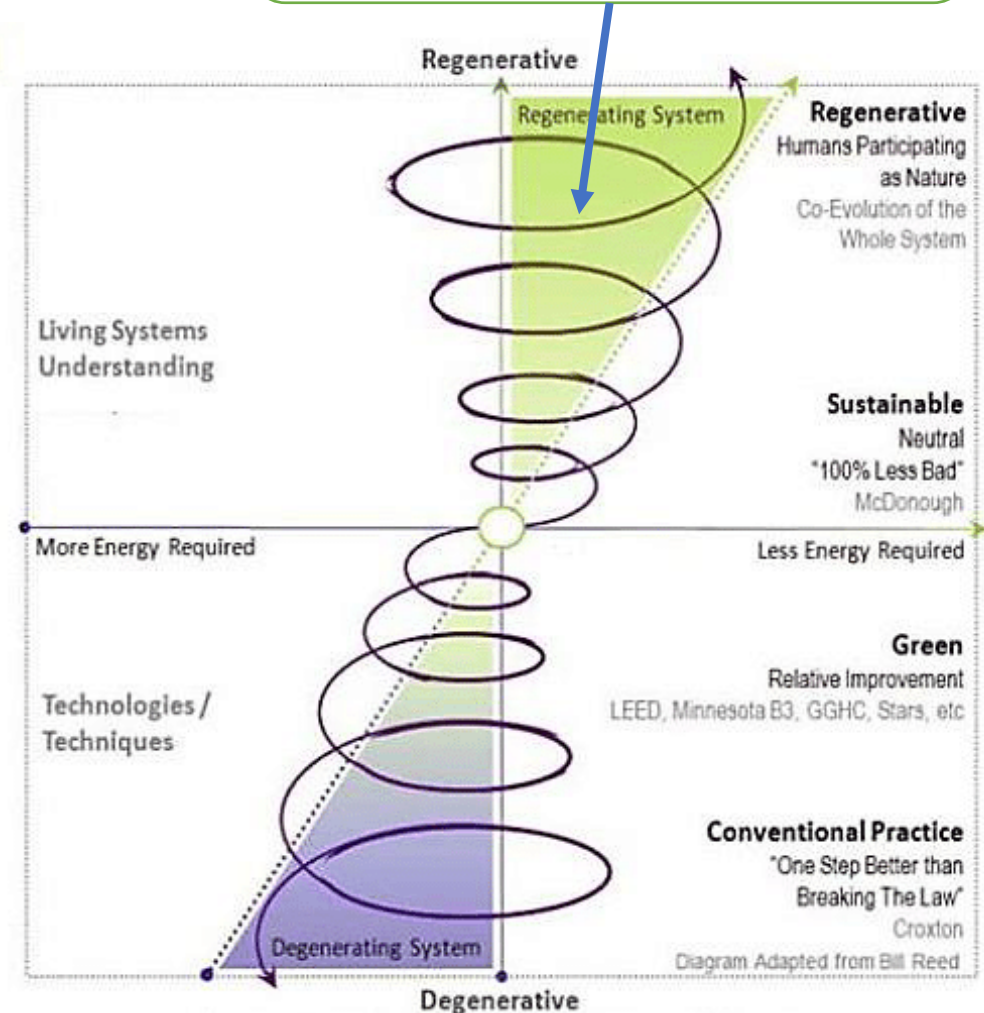 Regenerative
Regenerating System
Regenerative
Humans Participating
as Nature
Co-Evolution of the
Whole System
Living Systems
Understanding
Sustainable
Neutral
"100% Less Bad"
McDonough
More Energy Required
Less Energy Required
Green
Relative Improvement
LEED, Minnesota B3, GGHC, Stars, etc
Technologies /
Techniques
Conventional Practice
"One Step Better than
Breaking The Law"
Croxton
Degenerating System
Diagram Adapted from Bill Reed
Degenerative